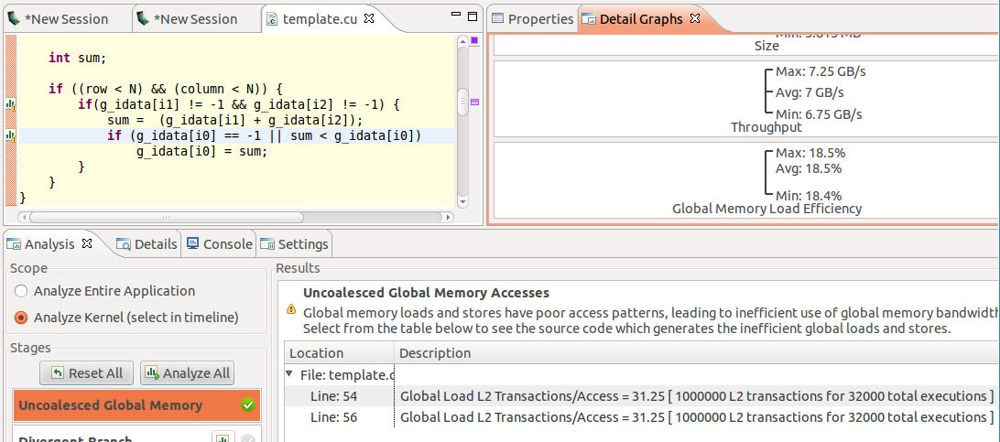 *New Session
*New Session
template.cu
int sum;
if ((row < N) && (column < N)) {
if(g_idata[i1] != -1 && g_idata[i2] != -1) {
sum =  (g_idata[i1] + g_idata[i2]);
if (g_idata[i0] == -1 || sum < g_idata[i0])
g_idata[i0] = sum;
}
}
}
Properties
Detail Graphs
Size
Max: 7.25 GB/s
Avg: 7 GB/s
Min: 6.75 GB/s
Throughput
Max: 18.5%
Avg: 18.5%
Min: 18.4%
Global Memory Load Efficiency
Analysis
Details
Console
Settings
Scope
Analyze Entire Application
Analyze Kernel (select in timeline)
Stages
Reset All
Analyze All
Uncoalesced Global Memory
Divergent Branch
Results
Uncoalesced Global Memory Accesses
Global memory loads and stores have poor access patterns, leading to inefficient use of global memory bandwidth
Select from the table below to see the source code which generates the inefficient global loads and stores.
Location Description
File: template.c
Line: 54 Global Load L2 Transactions/Access = 31.25 [ 1000000 L2 transactions for 32000 total executions ]
Line: 56 Global Load L2 Transactions/Access = 31.25 [ 1000000 L2 transactions for 32000 total executions ]